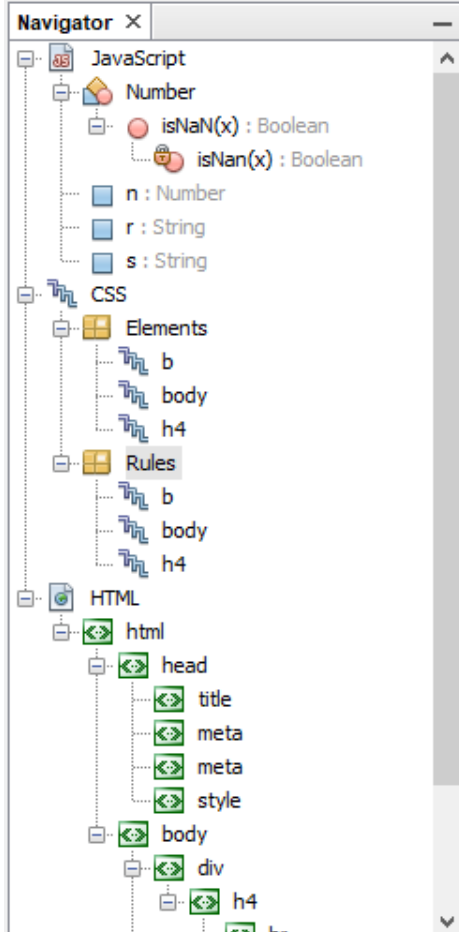 Navigator ×
JavaScript
Number
isNaN(x) : Boolean
isNan(x) : Boolean
n : Number
r : String
s : String
CSS
Elements
b
body
h4
Rules
b
body
h4
HTML
html
head
title
meta
meta
style
body
div
h4